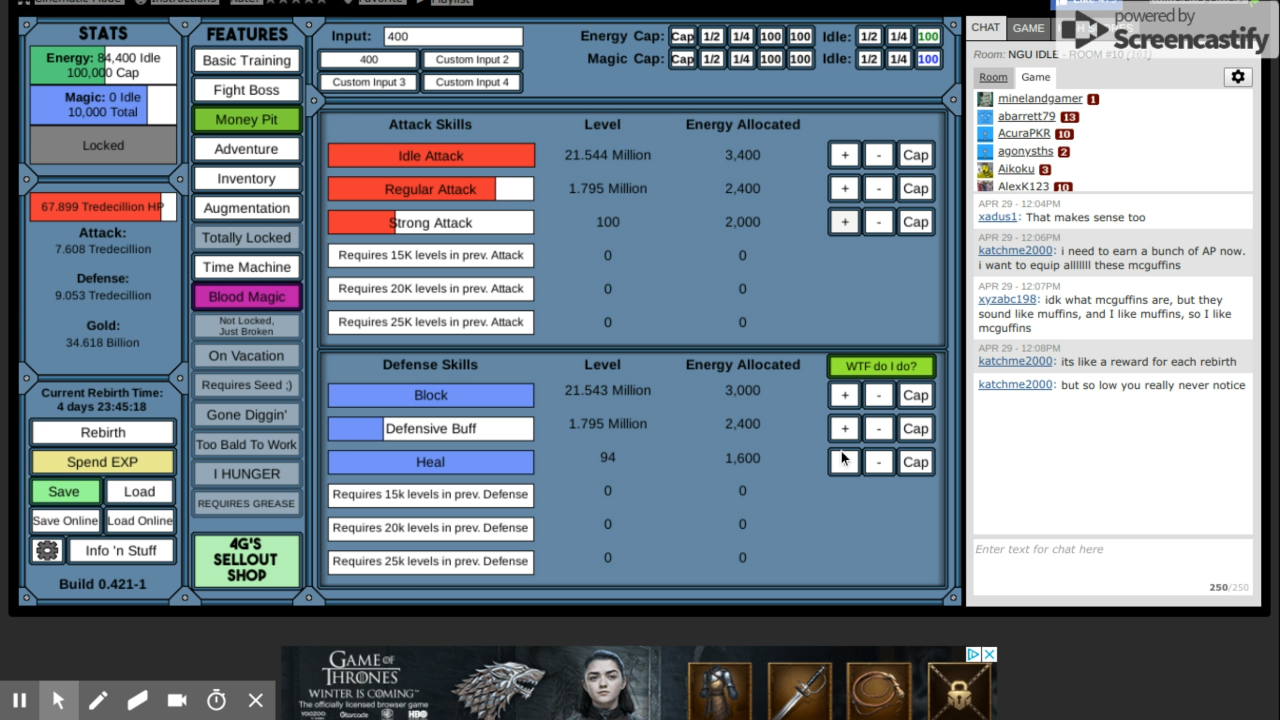 STATS
Energy: 84,400 Idle
100,000 Cap
Magic: 0 Idle
10,000 Total
Locked
67.899 Tredecillion HP
Attack:
7.608 Tredecillion
Defense:
9.053 Tredecillion
Gold:
34.618 Billion
Current Rebirth Time:
4 days 23:45:18
Rebirth
Spend EXP
Save Load
Save Online Load Online
Info 'n Stuff
Build 0.421-1
FEATURES
Basic Training
Fight Boss
Money Pit
Adventure
Inventory
Augmentation
Totally Locked
Time Machine
Blood Magic
Not Locked,
Just Broken
On Vacation
Requires Seed ;)
Gone Diggin'
Too Bald To Work
I HUNGER
REQUIRES GREASE
4G'S
SELLOUT
SHOP
Input: 400
400 Custom Input 2
Custom Input 3 Custom Input 4
Energy Cap: Cap 1/2 1/4 100 100 Idle: 1/2 1/4 100
Magic Cap: Cap 1/2 1/4 100 100 Idle: 1/2 1/4 100
Attack Skills Level Energy Allocated
Idle Attack 21.544 Million 3,400 + - Cap
Regular Attack 1.795 Million 2,400 + - Cap
Strong Attack 100 2,000 + - Cap
Requires 15K levels in prev. Attack 0 0
Requires 20K levels in prev. Attack 0 0
Requires 25K levels in prev. Attack 0 0
Defense Skills Level Energy Allocated WTF do I do?
Block 21.543 Million 3,000 + - Cap
Defensive Buff 1.795 Million 2,400 + - Cap
Heal 94 1,600 - Cap
Requires 15k levels in prev. Defense 0 0
Requires 20k levels in prev. Defense 0 0
Requires 25k levels in prev. Defense 0 0
powered by
Screencastify
CHAT GAME
Room: NGU IDLE - ROOM #10
Room Game
minelandgamer 1
abarrett79 13
AcuraPKR 10
agonysths 2
Aikoku 3
AlexK123 10
APR 29 - 12:04PM
xadus1: That makes sense too
APR 29 - 12:06PM
katchme2000: i need to earn a bunch of AP now.
i want to equip allllll these mcguffins
APR 29 - 12:07PM
xyzabc198: idk what mcguffins are, but they
sound like muffins, and I like muffins, so I like
mcguffins
APR 29 - 12:08PM
katchme2000: its like a reward for each rebirth
katchme2000: but so low you really never notice
Enter text for chat here
250/250
GAME OF
THRONES
WINTER IS COMING™
The officially licensed browser game
YOOZOO Gtarcade HBO